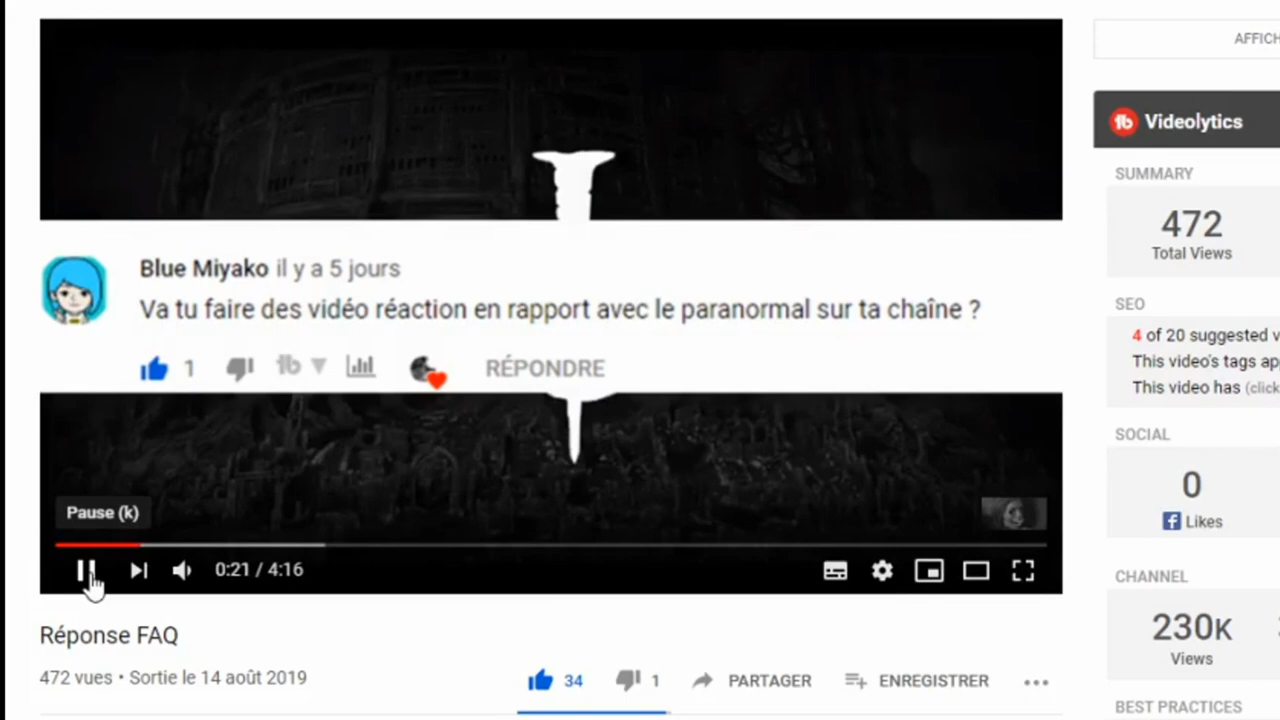 AFFICH
Videolytics
SUMMARY
472
Total Views
Blue Miyako il y a 5 jours
Va tu faire des vidéo réaction en rapport avec le paranormal sur ta chaîne ?
1
RÉPONDRE
SEO
4 of 20 suggested v
This video's tags ap
This video has (click
SOCIAL
0
Likes
Pause (k)
0:21 / 4:16
CHANNEL
230K
Views
BEST PRACTICES
Réponse FAQ
472 vues • Sortie le 14 août 2019
34
1
PARTAGER
ENREGISTRER